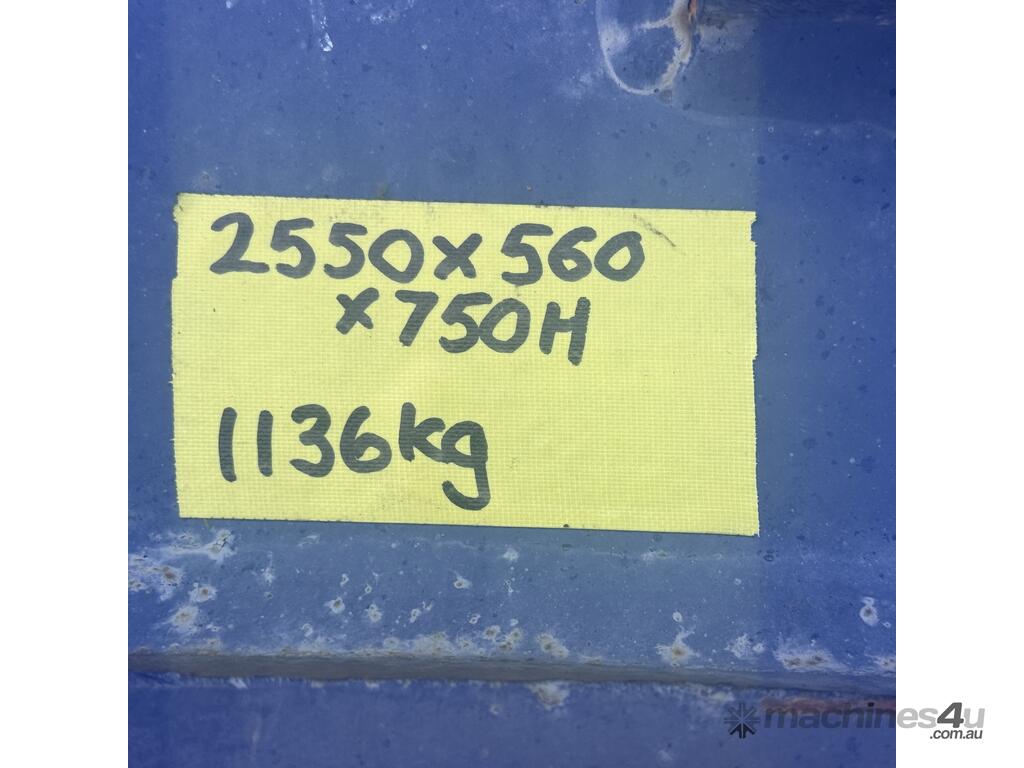 2550x560
x750H
1136kg
machines4u
.com.au